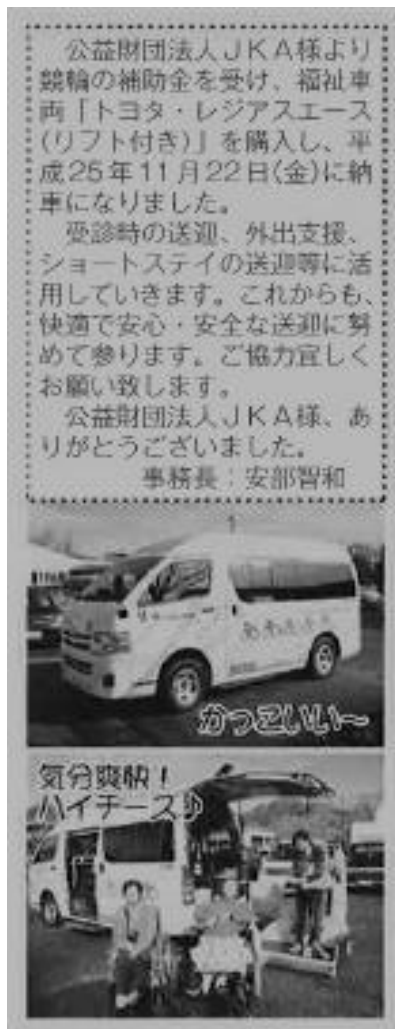 公益財団法人ＪＫＡ様より
競輪の補助金を受け、福祉車
両「トヨタ・レジアスエース
(リフト付き)」を購入し、平
成25年11月22日(金)に納
車になりました。
受診時の送迎、外出支援、
ショートステイの送迎等に活
用していきます。これからも、
快適で安心・安全な送迎に努
めて参ります。ご協力宜しく
お願い致します。
公益財団法人ＪＫＡ様、あ
りがとうございました。
事務長：安部智和
かっこいい～
気分爽快！
ハイチーズ♪